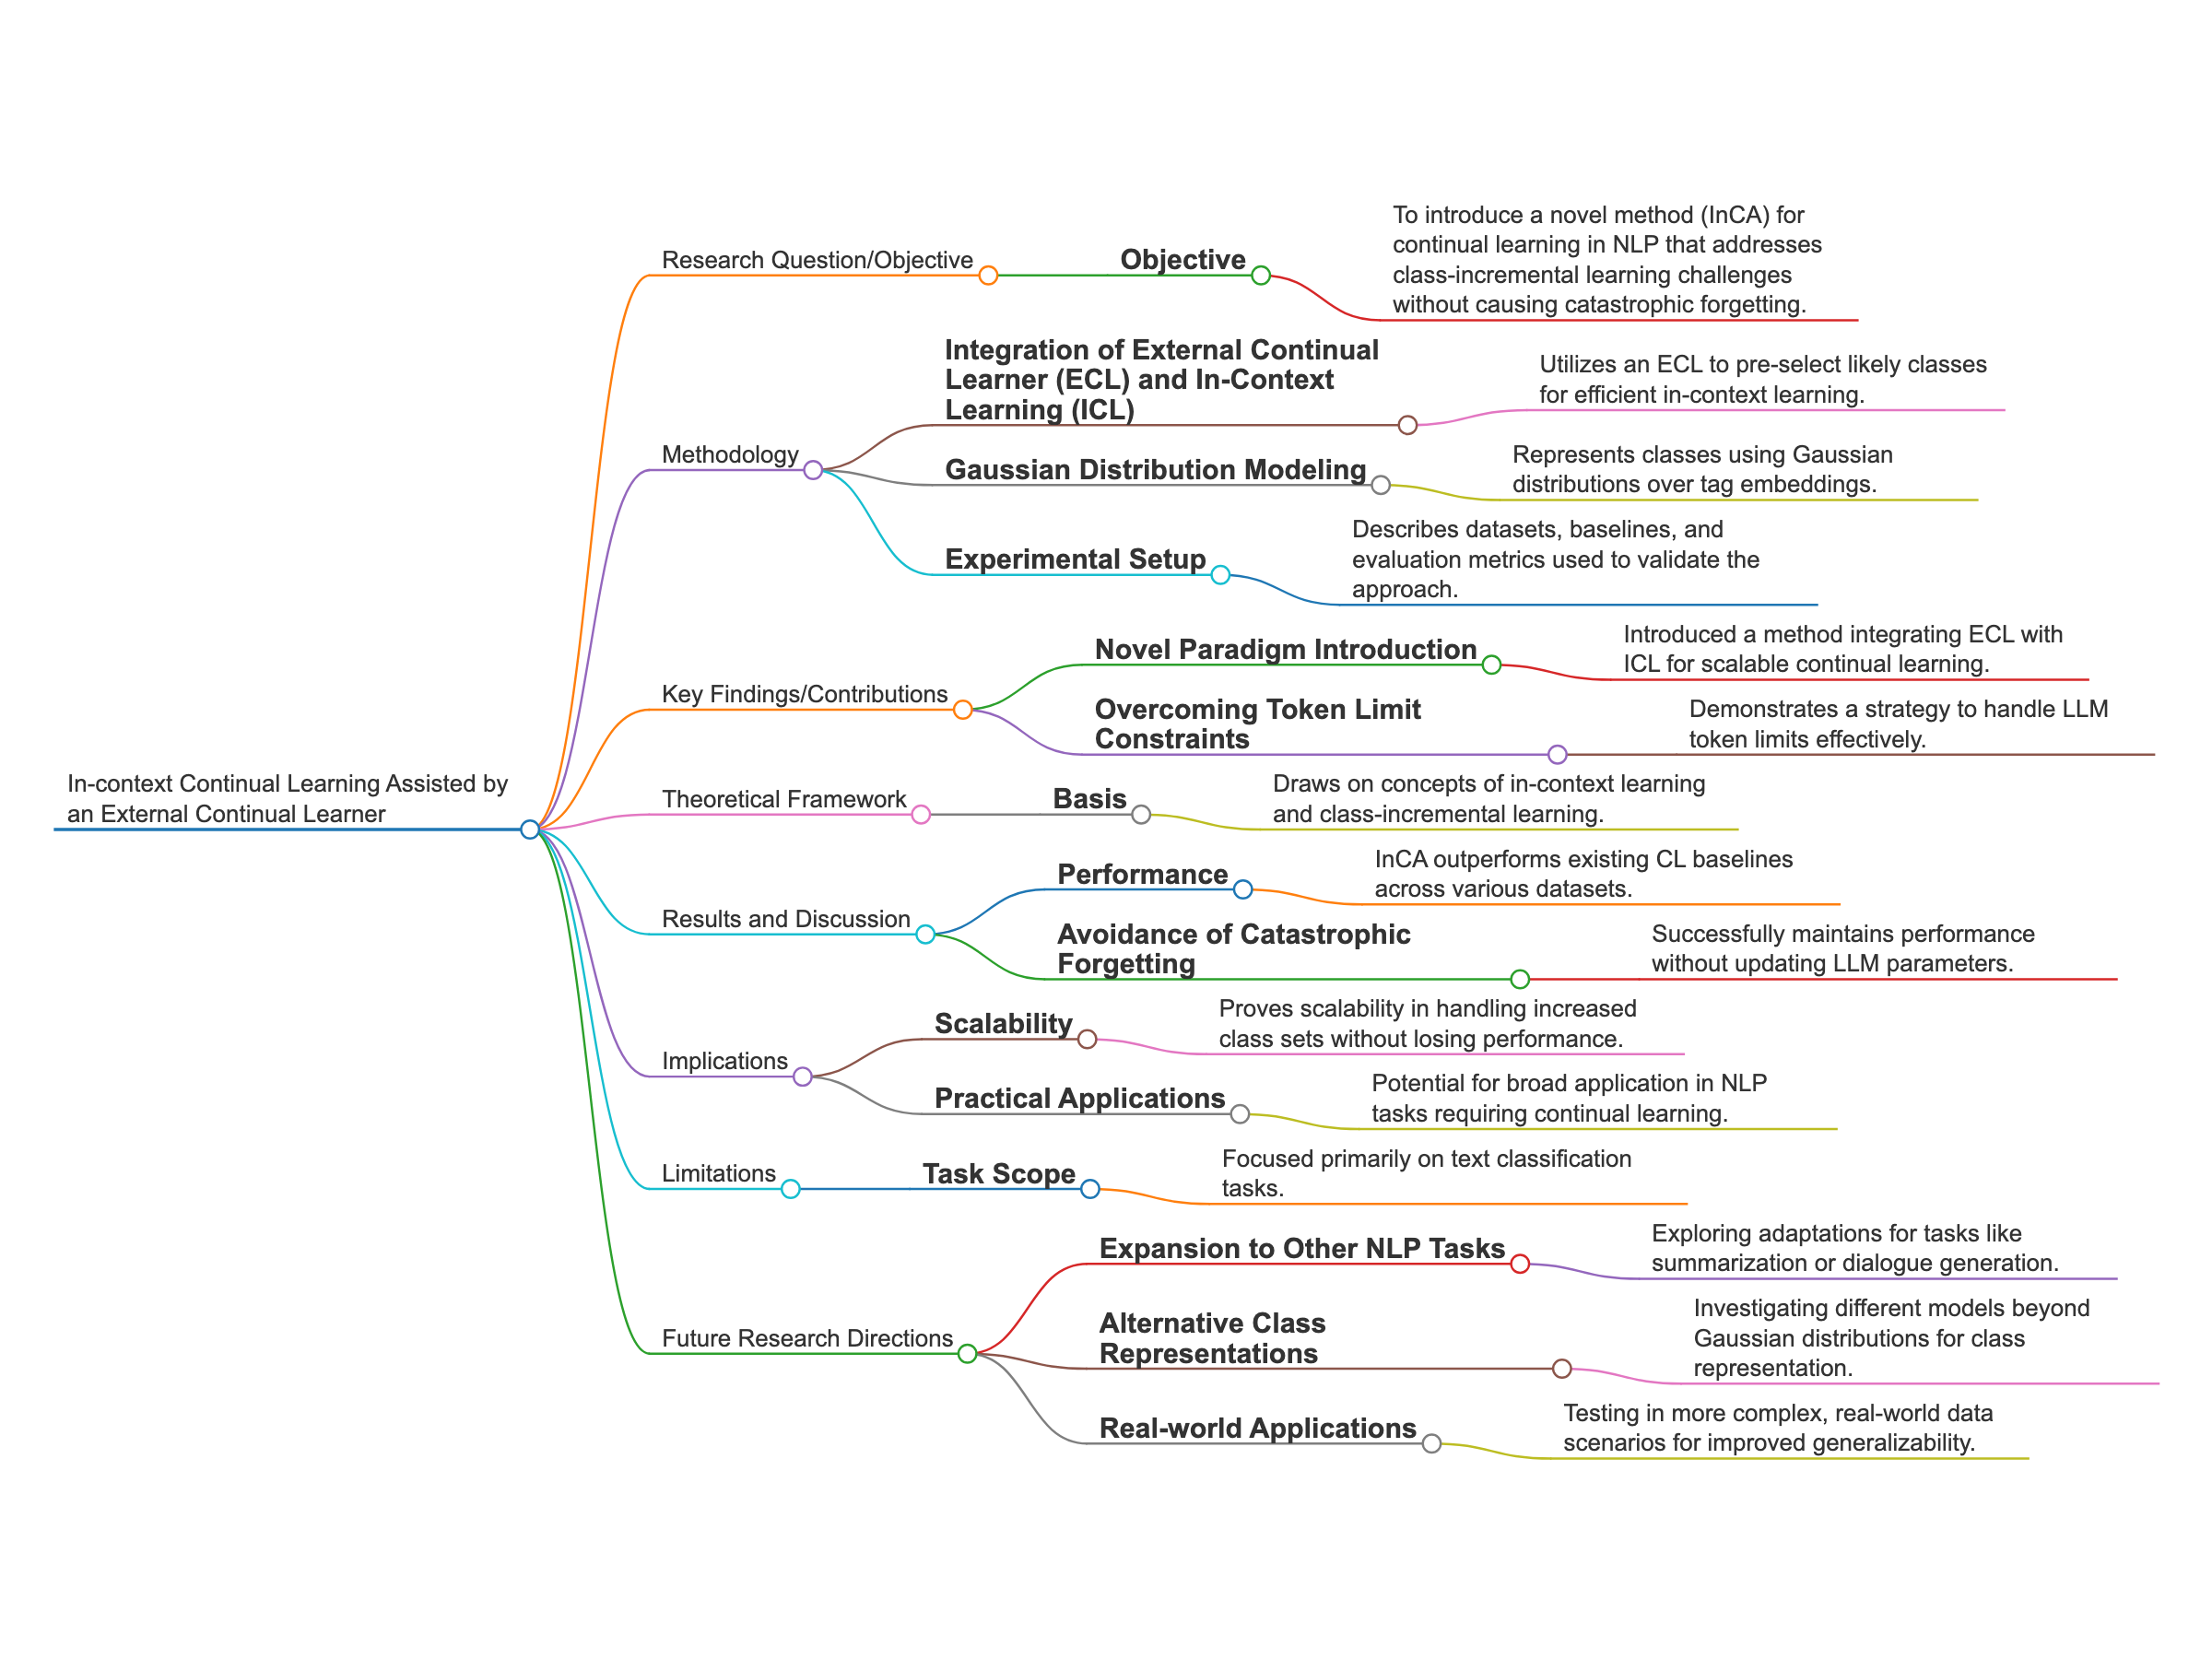 In-context Continual Learning Assisted by
an External Continual Learner
Research Question/Objective
Objective
To introduce a novel method (InCA) for
continual learning in NLP that addresses
class-incremental learning challenges
without causing catastrophic forgetting.
Methodology
Integration of External Continual
Learner (ECL) and In-Context
Learning (ICL)
Utilizes an ECL to pre-select likely classes
for efficient in-context learning.
Gaussian Distribution Modeling
Represents classes using Gaussian
distributions over tag embeddings.
Experimental Setup
Describes datasets, baselines, and
evaluation metrics used to validate the
approach.
Key Findings/Contributions
Novel Paradigm Introduction
Introduced a method integrating ECL with
ICL for scalable continual learning.
Overcoming Token Limit
Constraints
Demonstrates a strategy to handle LLM
token limits effectively.
Theoretical Framework
Basis
Draws on concepts of in-context learning
and class-incremental learning.
Results and Discussion
Performance
InCA outperforms existing CL baselines
across various datasets.
Avoidance of Catastrophic
Forgetting
Successfully maintains performance
without updating LLM parameters.
Implications
Scalability
Proves scalability in handling increased
class sets without losing performance.
Practical Applications
Potential for broad application in NLP
tasks requiring continual learning.
Limitations
Task Scope
Focused primarily on text classification
tasks.
Future Research Directions
Expansion to Other NLP Tasks
Exploring adaptations for tasks like
summarization or dialogue generation.
Alternative Class
Representations
Investigating different models beyond
Gaussian distributions for class
representation.
Real-world Applications
Testing in more complex, real-world data
scenarios for improved generalizability.